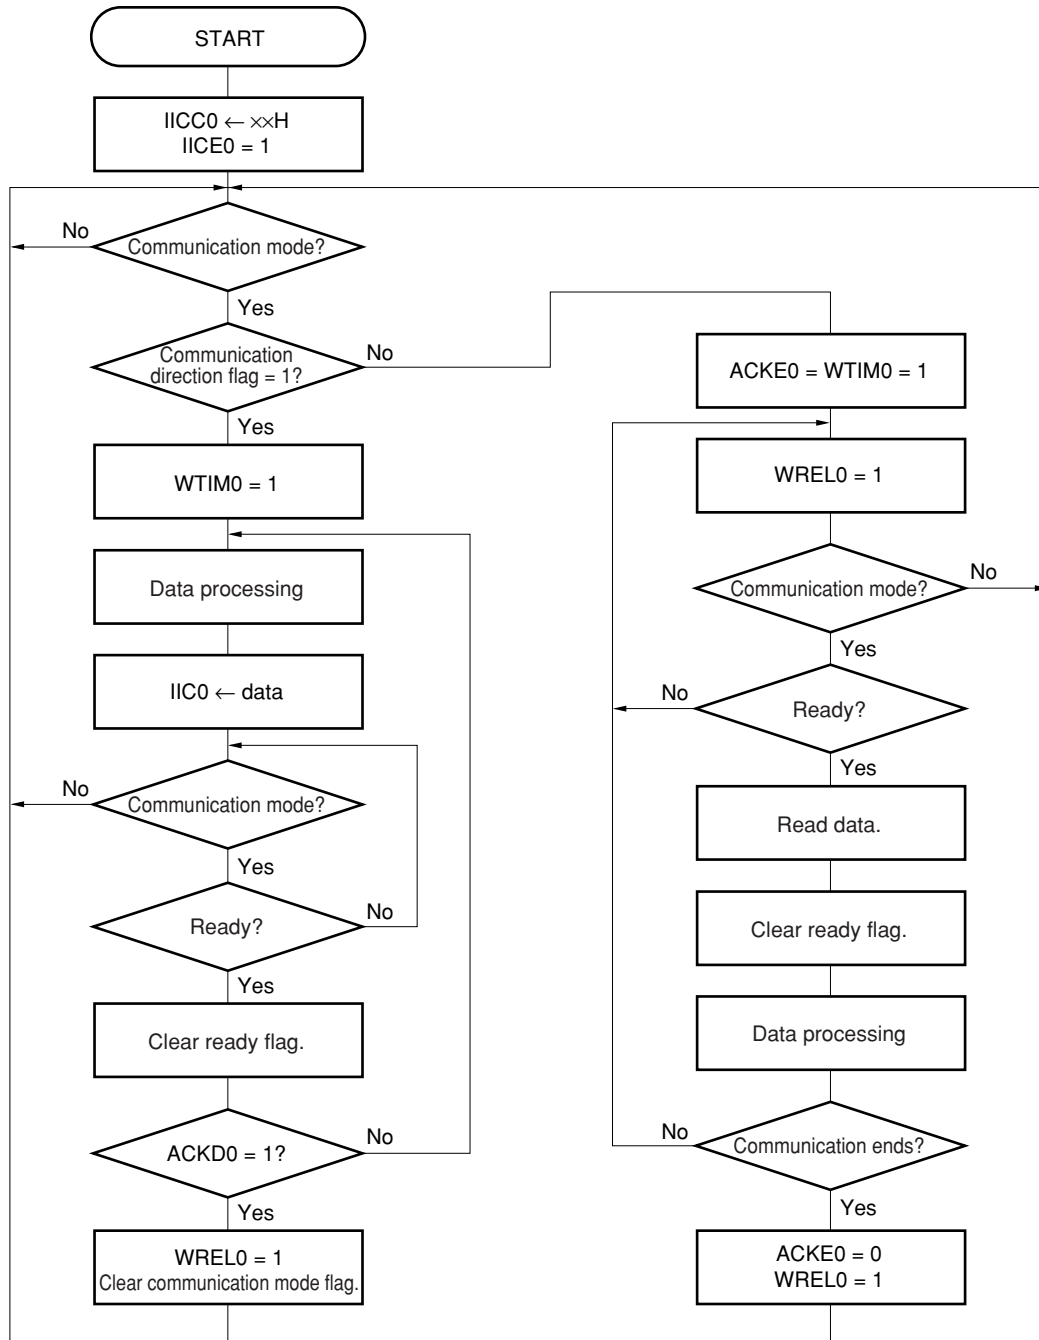 START
IICC0 ← ××H
IICE0 = 1
No
Communication mode?
Yes
Communication
direction flag = 1?
No
Yes
WTIM0 = 1
Data processing
IIC0 ← data
No
Communication mode?
Yes
Ready?
No
Yes
Clear ready flag.
ACKD0 = 1?
No
Yes
WREL0 = 1
Clear communication mode flag.
ACKE0 = WTIM0 = 1
WREL0 = 1
Communication mode?
No
Yes
No
Ready?
Yes
Read data.
Clear ready flag.
Data processing
No
Communication ends?
Yes
ACKE0 = 0
WREL0 = 1